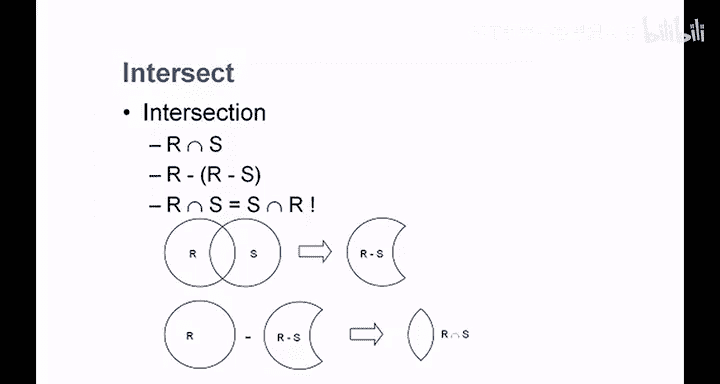 bilibili
Intersect
• Intersection
– R ∩ S
– R - (R - S)
– R ∩ S = S ∩ R !
R S R - S
R - R - S R ∩ S